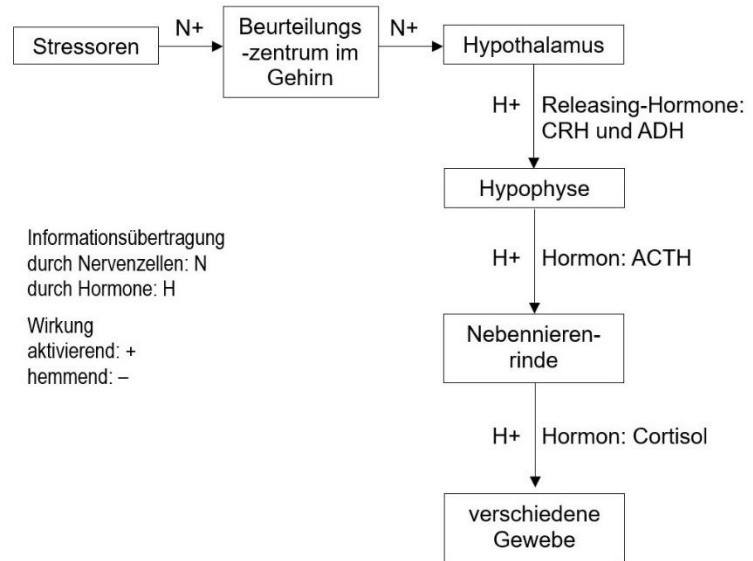 Stressoren
N+
Beurteilungs
-zentrum im
Gehirn
N+
Hypothalamus
H+
Releasing-Hormone:
CRH und ADH
Hypophyse
H+
Hormon: ACTH
Nebennieren-
rinde
H+
Hormon: Cortisol
verschiedene
Gewebe
Informationsübertragung
durch Nervenzellen: N
durch Hormone: H
Wirkung
aktivierend: +
hemmend: –